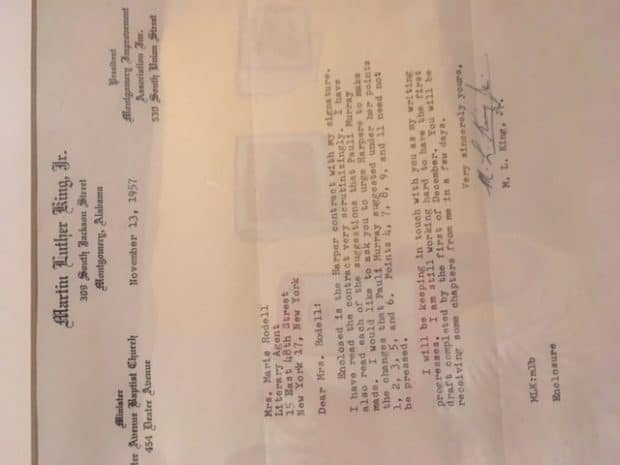 Martin Luther King, Jr.
309 South Jackson Street
Montgomery, Alabama
Minister
ter Avenue Baptist Church
454 Dexter Avenue
President
Montgomery Improvement
Association Inc.
530 South Union Street
November 13, 1957
Mrs. Marie Rodell
Literary Agent
15 East 48th Street
New York 17, New York
Dear Mrs. Rodell:
Enclosed is the Harper contract with my signature.
I have read the contract very scrutinizingly. I have
also read each of the suggestions that Pauli Murray
made. I would like to ask you to urge Harpers to make
the changes that Pauli Murray suggested under her points
1, 2, 3, 5, and 6. Points 4, 7, 8, 9, and 11 need not
be pressed.
I will be keeping in touch with you as my writing
progresses. I am still working hard to have the first
draft completed by the first of December. You will be
receiving some chapters from me in a few days.
Very sincerely yours,
M L King Jr.
M. L. King, Jr.
MLK:mlb
Enclosure